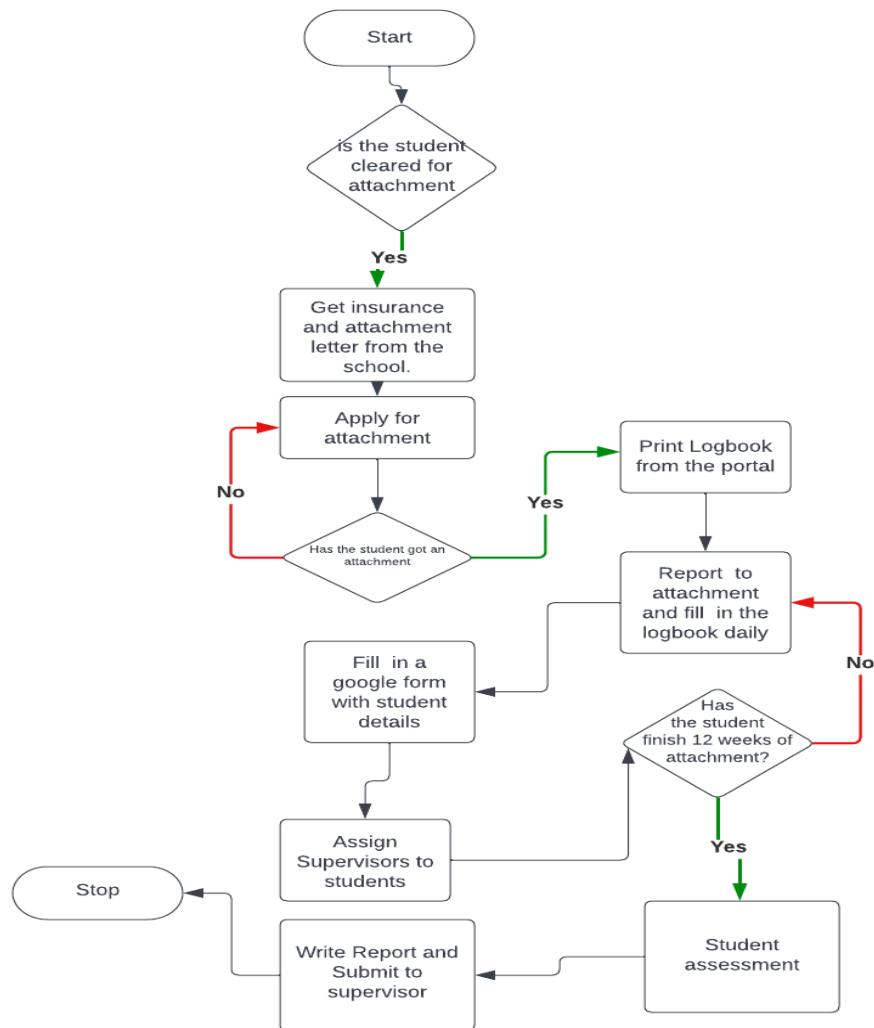 Start
is the student
cleared for
attachment
Yes
Get insurance
and attachment
letter from the
school.
Apply for
attachment
No
Has the student got an
attachment
Yes
Print Logbook
from the portal
Report to
attachment
and fill in the
logbook daily
No
Fill in a
google form
with student
details
Has
the student
finish 12 weeks of
attachment?
Yes
Assign
Supervisors to
students
Stop
Student
assessment
Write Report and
Submit to
supervisor